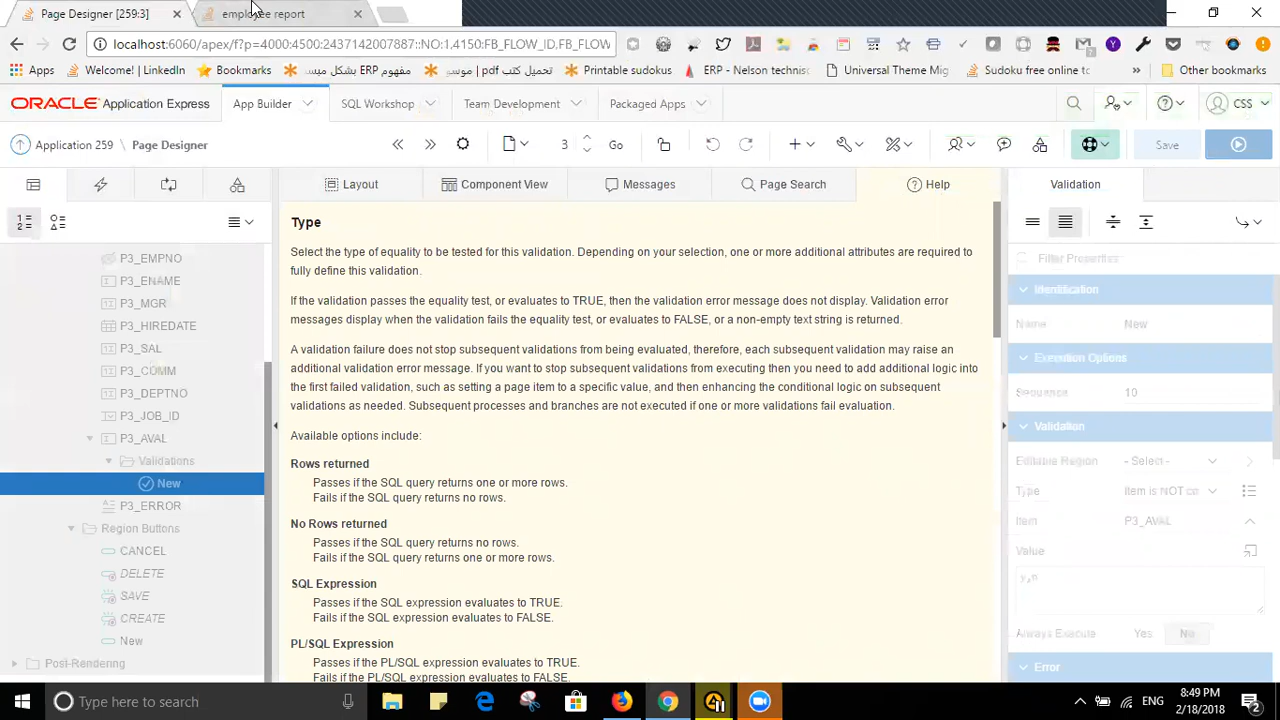 Page Designer [259:3]
employee report
localhost:6060/apex/f?p=4000:4500:2437142007887::NO:1,4150:FB_FLOW_ID,FB_FLOW
Apps
Welcome! | LinkedIn
Bookmarks
مفهوم ERP بشكل مبسد
تحميل كتب pdf | موسو
Printable sudokus
ERP - Nelson technist
Universal Theme Mig
Sudoku free online to
Other bookmarks
ORACLE Application Express
App Builder
SQL Workshop
Team Development
Packaged Apps
CSS
Application 259
Page Designer
3
Go
Save
Layout
Component View
Messages
Page Search
Help
Validation
P3_EMPNO
P3_ENAME
P3_MGR
P3_HIREDATE
P3_SAL
P3_COMM
P3_DEPTNO
P3_JOB_ID
P3_AVAL
Validations
New
P3_ERROR
Region Buttons
CANCEL
DELETE
SAVE
CREATE
New
Post-Rendering
Type
Select the type of equality to be tested for this validation. Depending on your selection, one or more additional attributes are required to
fully define this validation.
If the validation passes the equality test, or evaluates to TRUE, then the validation error message does not display. Validation error
messages display when the validation fails the equality test, or evaluates to FALSE, or a non-empty text string is returned.
A validation failure does not stop subsequent validations from being evaluated, therefore, each subsequent validation may raise an
additional validation error message. If you want to stop subsequent validations from executing then you need to add additional logic into
the first failed validation, such as setting a page item to a specific value, and then enhancing the conditional logic on subsequent
validations as needed. Subsequent processes and branches are not executed if one or more validations fail evaluation.
Available options include:
Rows returned
Passes if the SQL query returns one or more rows.
Fails if the SQL query returns no rows.
No Rows returned
Passes if the SQL query returns no rows.
Fails if the SQL query returns one or more rows.
SQL Expression
Passes if the SQL expression evaluates to TRUE.
Fails if the SQL expression evaluates to FALSE.
PL/SQL Expression
Passes if the PL/SQL expression evaluates to TRUE.
Fails if the PL/SQL expression evaluates to FALSE.
Filter Properties
Identification
Name
New
Execution Options
Sequence
10
Validation
Editable Region
- Select -
Type
Item is NOT co
Item
P3_AVAL
Value
y,n
Always Execute
Yes
No
Error
Type here to search
ENG
8:49 PM
2/18/2018
2